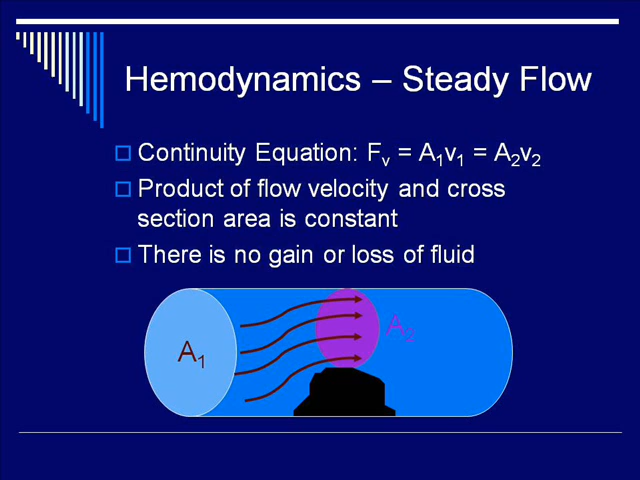 Hemodynamics – Steady Flow
Continuity Equation: Fv = A1v1 = A2v2
Product of flow velocity and cross
section area is constant
There is no gain or loss of fluid
A2
A1